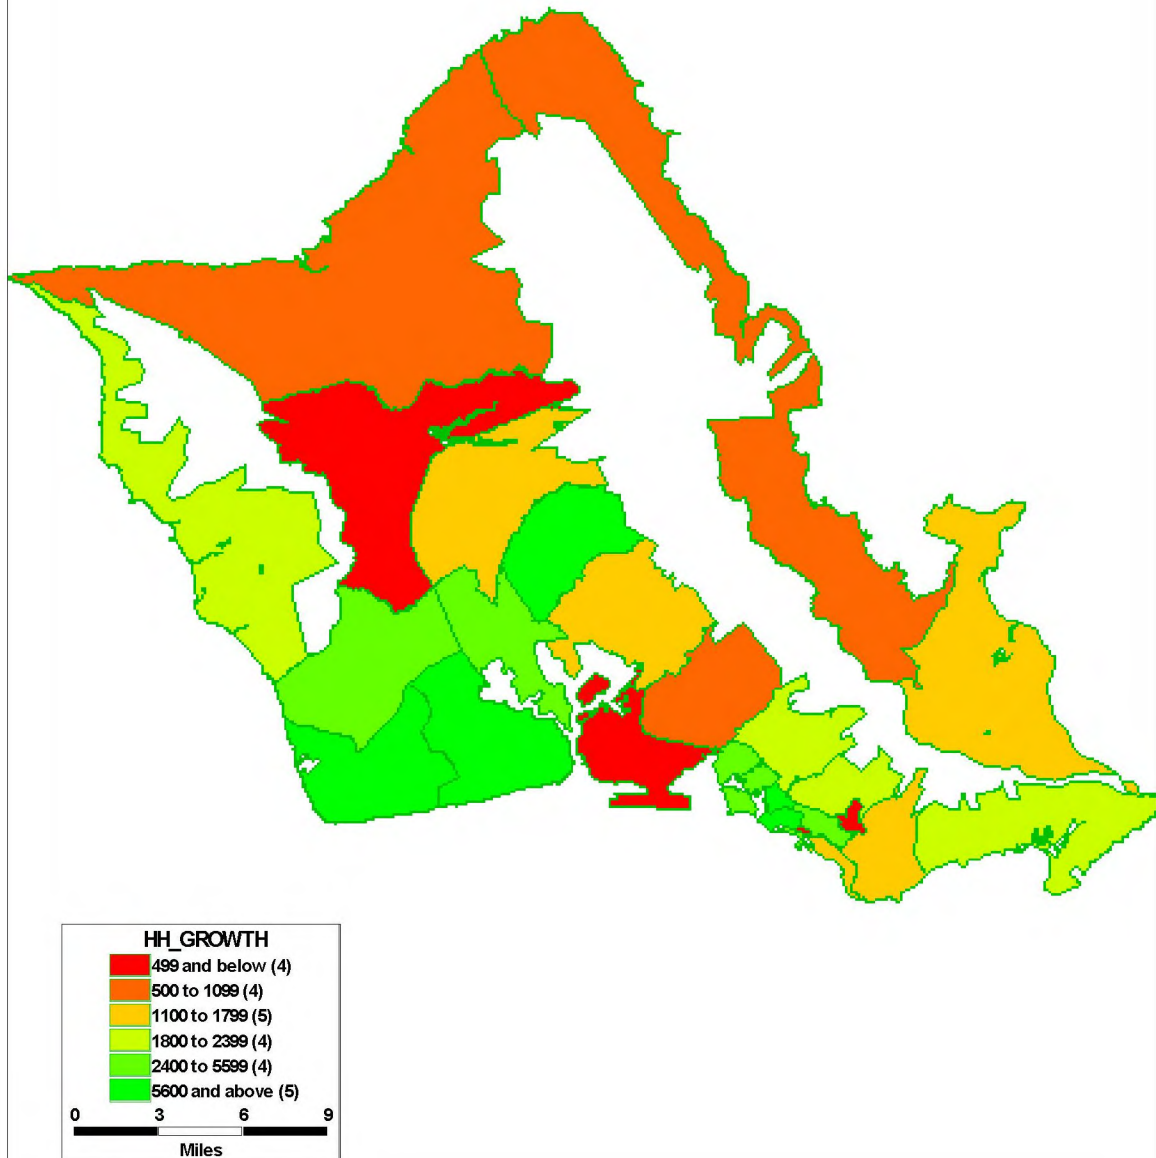 HH_GROWTH
499 and below (4)
500 to 1099 (4)
1100 to 1799 (5)
1800 to 2399 (4)
2400 to 5599 (4)
5600 and above (5)
0 3 6 9
Miles